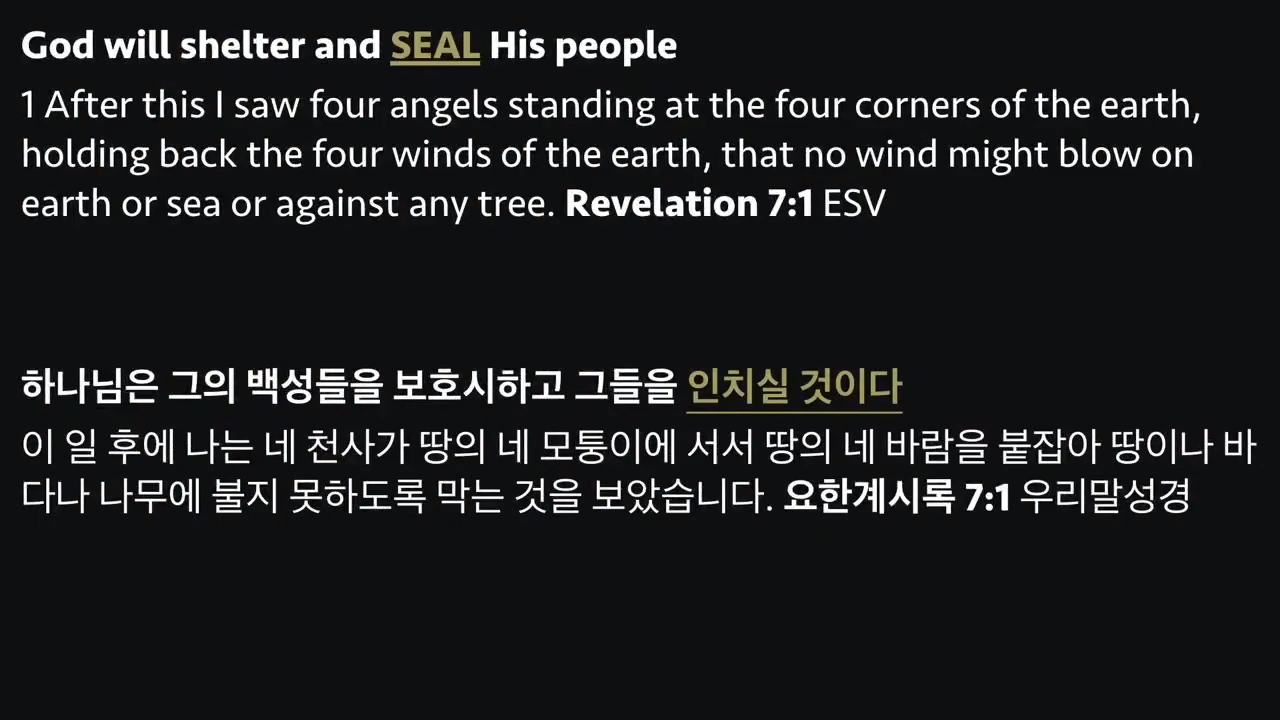 God will shelter and SEAL His people
1 After this I saw four angels standing at the four corners of the earth,
holding back the four winds of the earth, that no wind might blow on
earth or sea or against any tree. Revelation 7:1 ESV
하나님은 그의 백성들을 보호시하고 그들을 인치실 것이다
이 일 후에 나는 네 천사가 땅의 네 모퉁이에 서서 땅의 네 바람을 붙잡아 땅이나 바
다나 나무에 불지 못하도록 막는 것을 보았습니다. 요한계시록 7:1 우리말성경